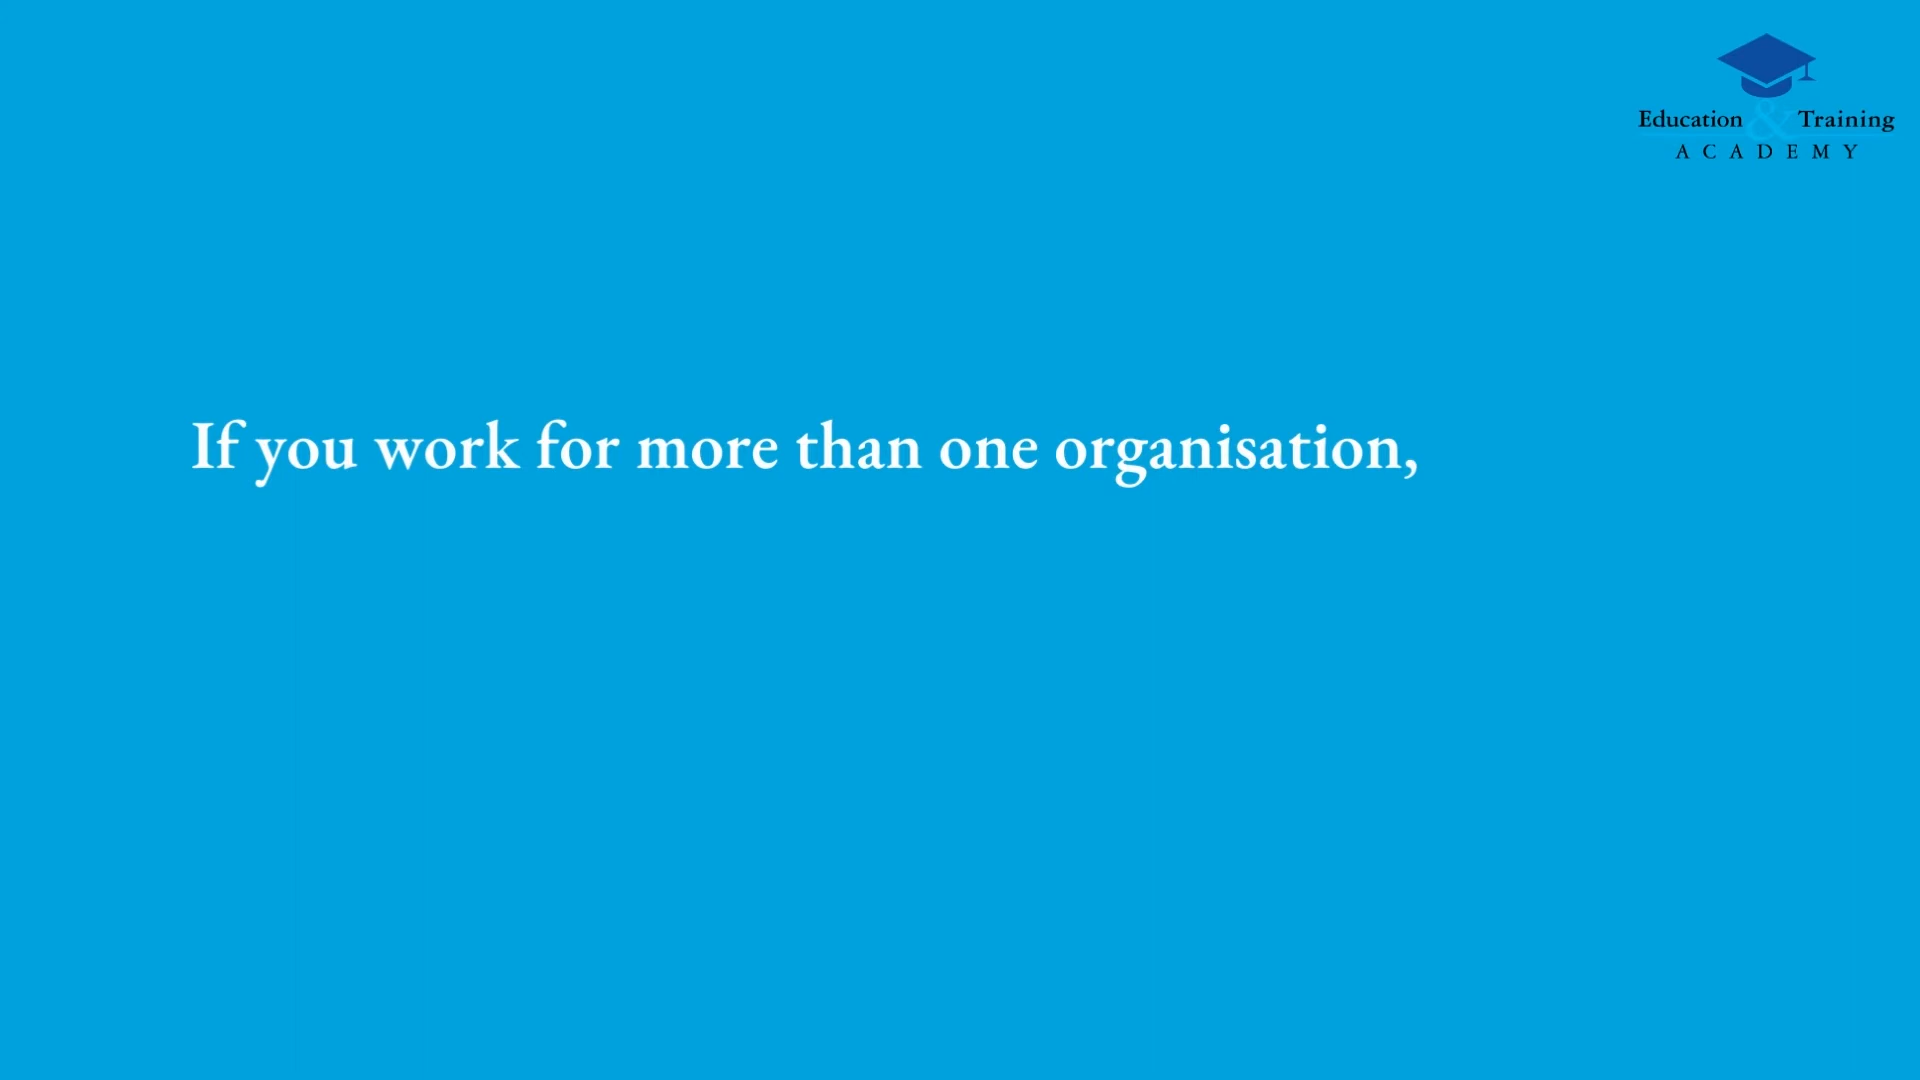 Education & Training
ACADEMY
If you work for more than one organisation,